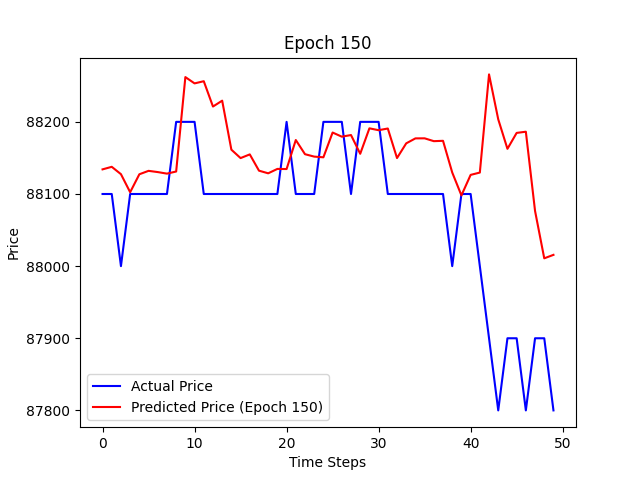 Epoch 150
Price
88200
88100
88000
87900
87800
Actual Price
Predicted Price (Epoch 150)
0 10 20 30 40 50
Time Steps